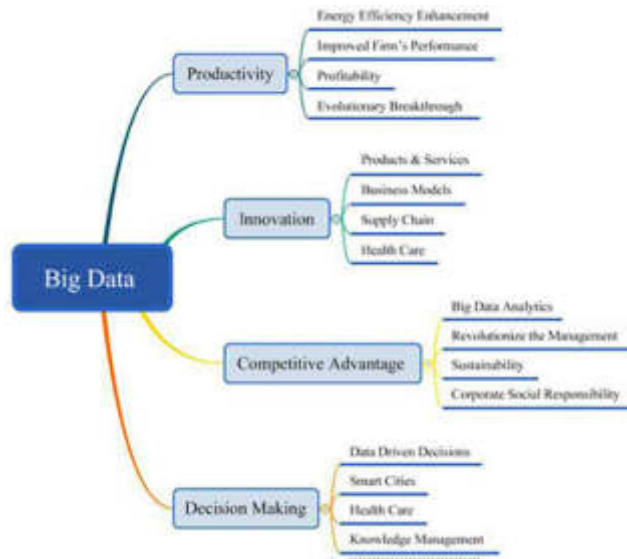 Big Data
Productivity
Energy Efficiency Enhancement
Improved Firm's Performance
Profitability
Evolutionary Breakthrough
Innovation
Products & Services
Business Models
Supply Chain
Health Care
Competitive Advantage
Big Data Analytics
Revolutionize the Management
Sustainability
Corporate Social Responsibility
Decision Making
Data Driven Decisions
Smart Cities
Health Care
Knowledge Management